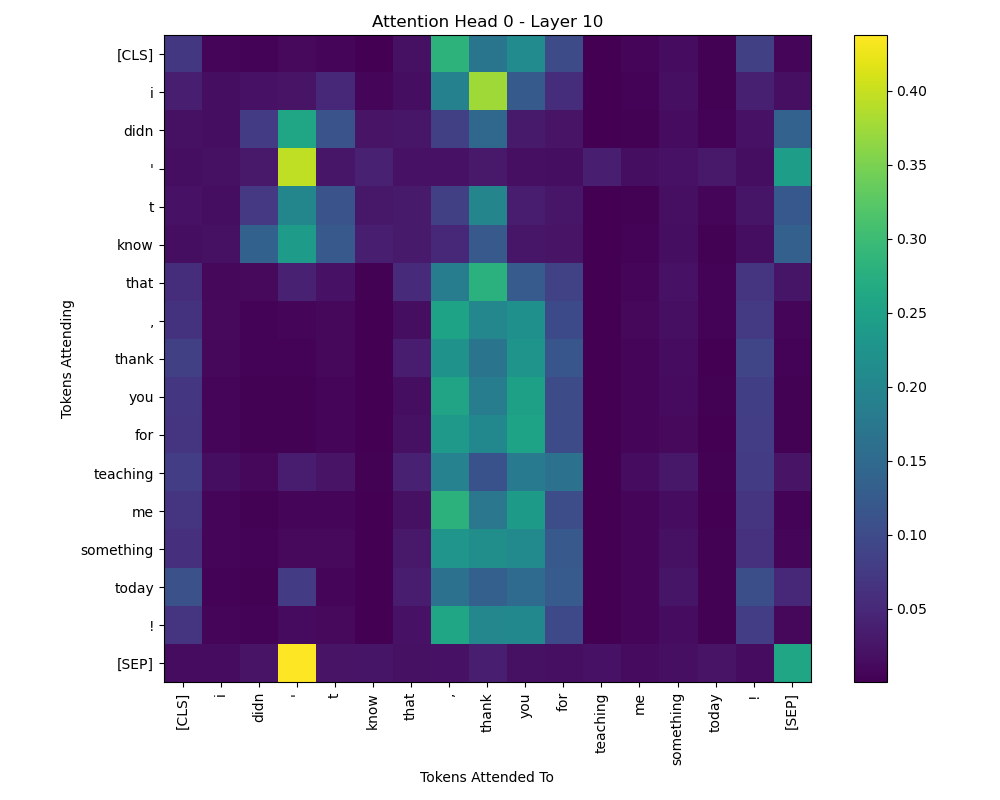 Attention Head 0 - Layer 10
[CLS]
i
didn
'
t
know
that
,
thank
you
for
teaching
me
something
today
!
[SEP]
Tokens Attending
[CLS]
i
didn
'
t
know
that
,
thank
you
for
teaching
me
something
today
!
[SEP]
Tokens Attended To
0.40
0.35
0.30
0.25
0.20
0.15
0.10
0.05